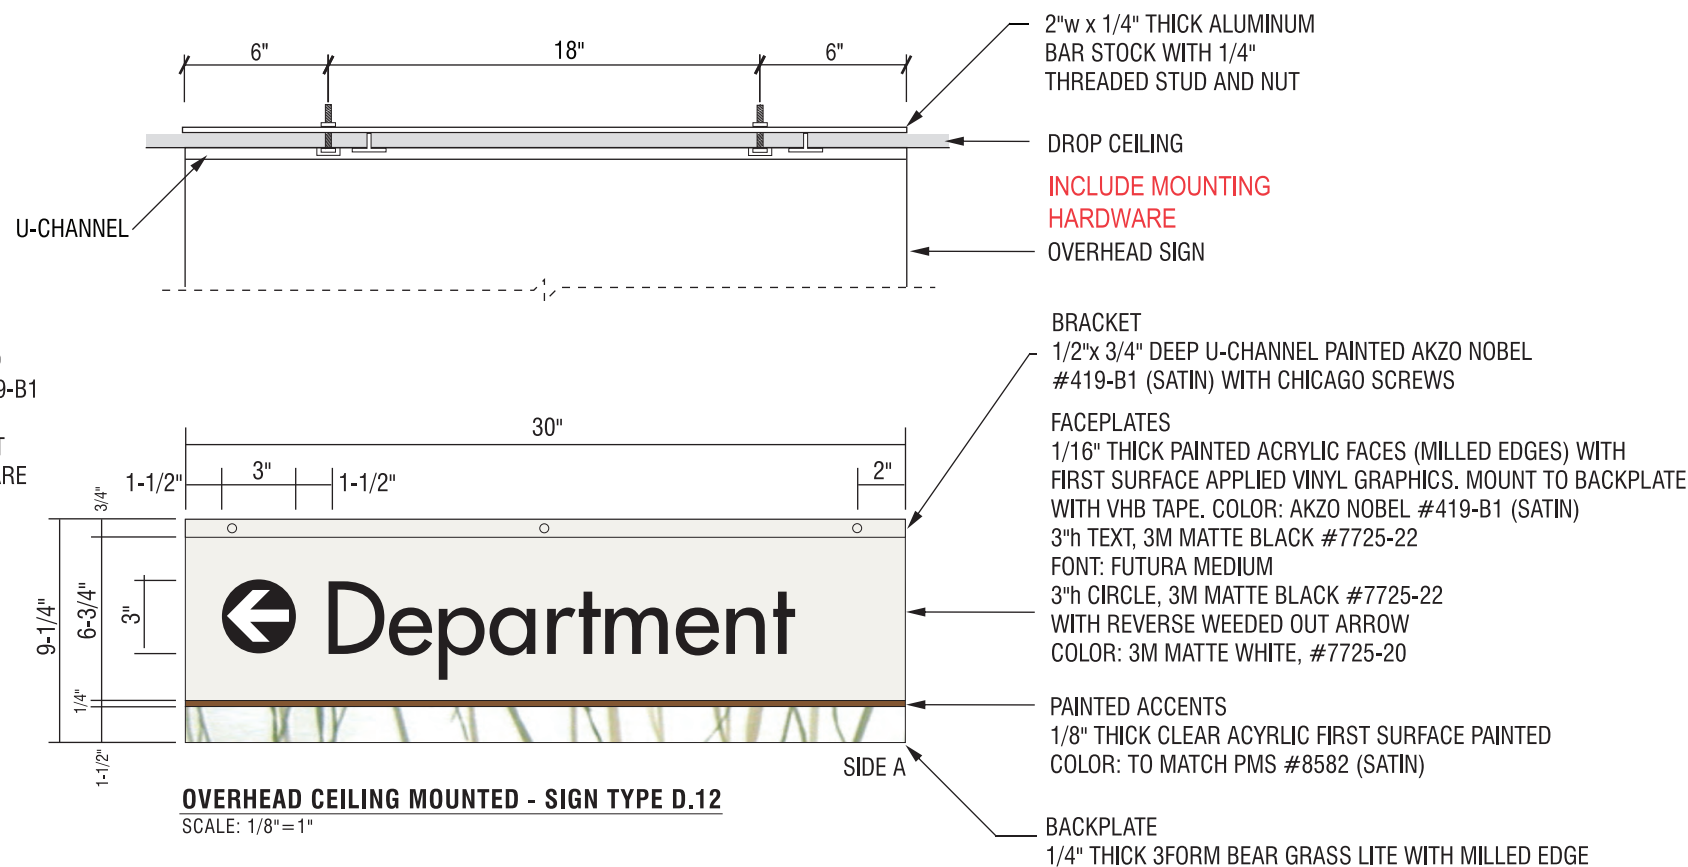 6"
18"
6"
2"w x 1/4" THICK ALUMINUM
BAR STOCK WITH 1/4"
THREADED STUD AND NUT
DROP CEILING
INCLUDE MOUNTING
HARDWARE
OVERHEAD SIGN
U-CHANNEL
9-B1
ARE
BRACKET
1/2"x 3/4" DEEP U-CHANNEL PAINTED AKZO NOBEL
#419-B1 (SATIN) WITH CHICAGO SCREWS
FACEPLATES
1/16" THICK PAINTED ACRYLIC FACES (MILLED EDGES) WITH
FIRST SURFACE APPLIED VINYL GRAPHICS. MOUNT TO BACKPLATE
WITH VHB TAPE. COLOR: AKZO NOBEL #419-B1 (SATIN)
3"h TEXT, 3M MATTE BLACK #7725-22
FONT: FUTURA MEDIUM
3"h CIRCLE, 3M MATTE BLACK #7725-22
WITH REVERSE WEEDED OUT ARROW
COLOR: 3M MATTE WHITE, #7725-20
PAINTED ACCENTS
1/8" THICK CLEAR ACYRLIC FIRST SURFACE PAINTED
COLOR: TO MATCH PMS #8582 (SATIN)
BACKPLATE
1/4" THICK 3FORM BEAR GRASS LITE WITH MILLED EDGE
30"
1-1/2"
3"
1-1/2"
2"
3/4"
9-1/4"
6-3/4"
3"
1/4"
1-1/2"
Department
SIDE A
OVERHEAD CEILING MOUNTED - SIGN TYPE D.12
SCALE: 1/8"=1"